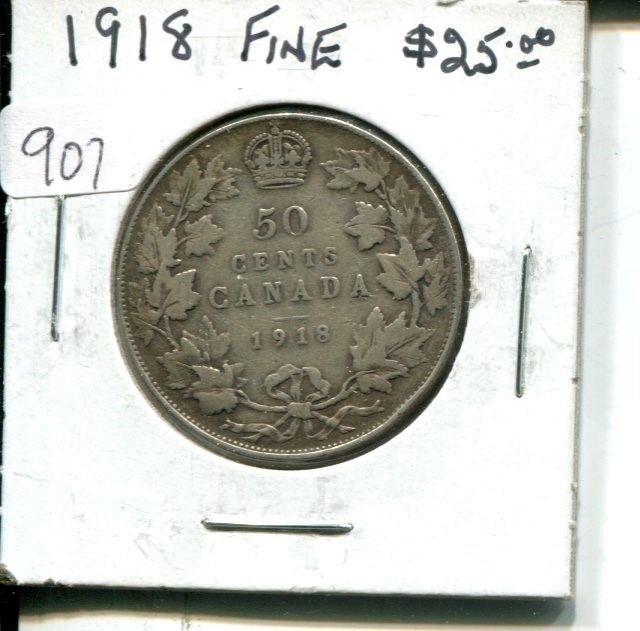 1918 FINE $25.00
907
50
CENTS
CANADA
1918